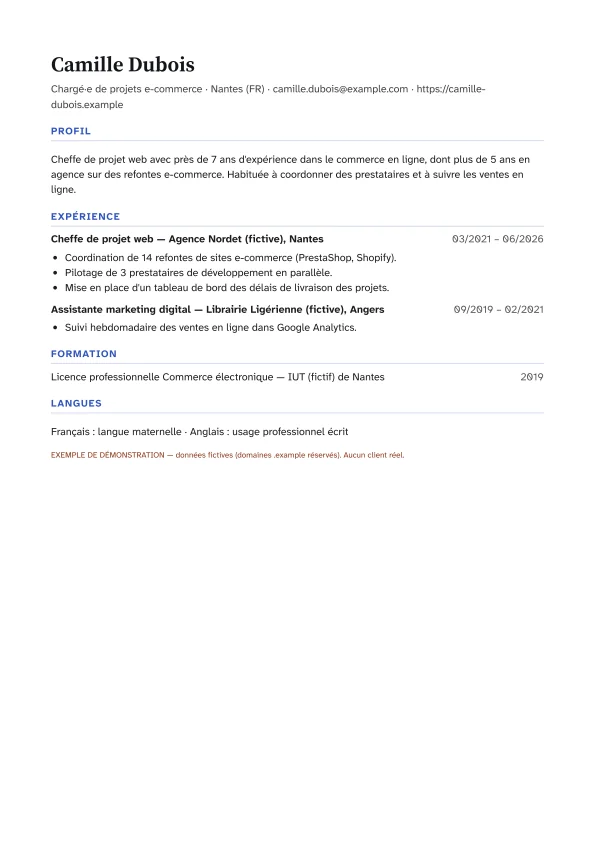 Camille Dubois
Chargé·e de projets e-commerce · Nantes (FR) · camille.dubois@example.com · https://camille-
dubois.example
PROFIL
Cheffe de projet web avec près de 7 ans d'expérience dans le commerce en ligne, dont plus de 5 ans en
agence sur des refontes e-commerce. Habituée à coordonner des prestataires et à suivre les ventes en
ligne.
EXPÉRIENCE
Cheffe de projet web — Agence Nordet (fictive), Nantes 03/2021 – 06/2026
• Coordination de 14 refontes de sites e-commerce (PrestaShop, Shopify).
• Pilotage de 3 prestataires de développement en parallèle.
• Mise en place d'un tableau de bord des délais de livraison des projets.
Assistante marketing digital — Librairie Ligérienne (fictive), Angers 09/2019 – 02/2021
• Suivi hebdomadaire des ventes en ligne dans Google Analytics.
FORMATION
Licence professionnelle Commerce électronique — IUT (fictif) de Nantes 2019
LANGUES
Français : langue maternelle · Anglais : usage professionnel écrit
EXEMPLE DE DÉMONSTRATION — données fictives (domaines .example réservés). Aucun client réel.